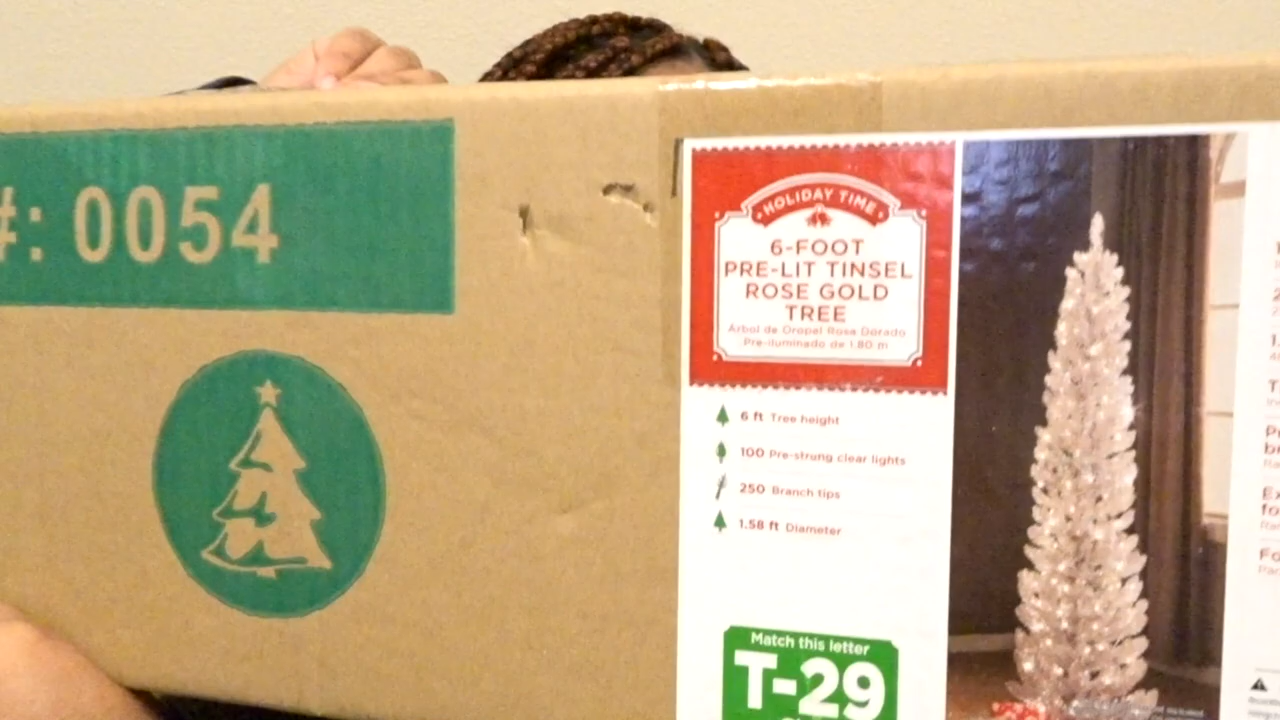 #: 0054
HOLIDAY TIME
6-FOOT
PRE-LIT TINSEL
ROSE GOLD
TREE
Árbol de Oropel Rosa Dorado
Pre-iluminado de 1.80 m
6 ft Tree height
100 Pre-strung clear lights
250 Branch tips
1.58 ft Diameter
Match this letter
T-29